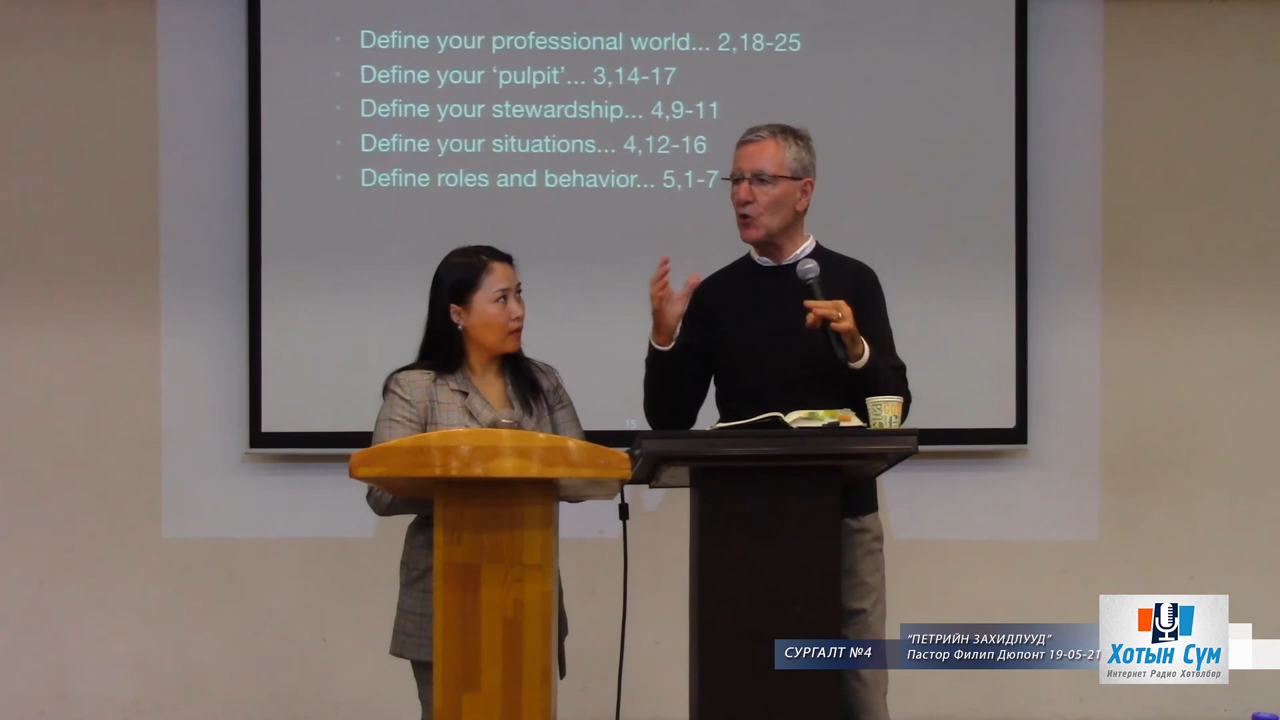 Define your professional world... 2,18-25
Define your ‘pulpit’... 3,14-17
Define your stewardship... 4,9-11
Define your situations... 4,12-16
Define roles and behavior... 5,1-7
15
СУРГАЛТ №4
"ПЕТРИЙН ЗАХИДЛУУД"
Пастор Филип Дюпонт 19-05-21
Хотын Сүм
Интернет Радио Хөтөлбөр